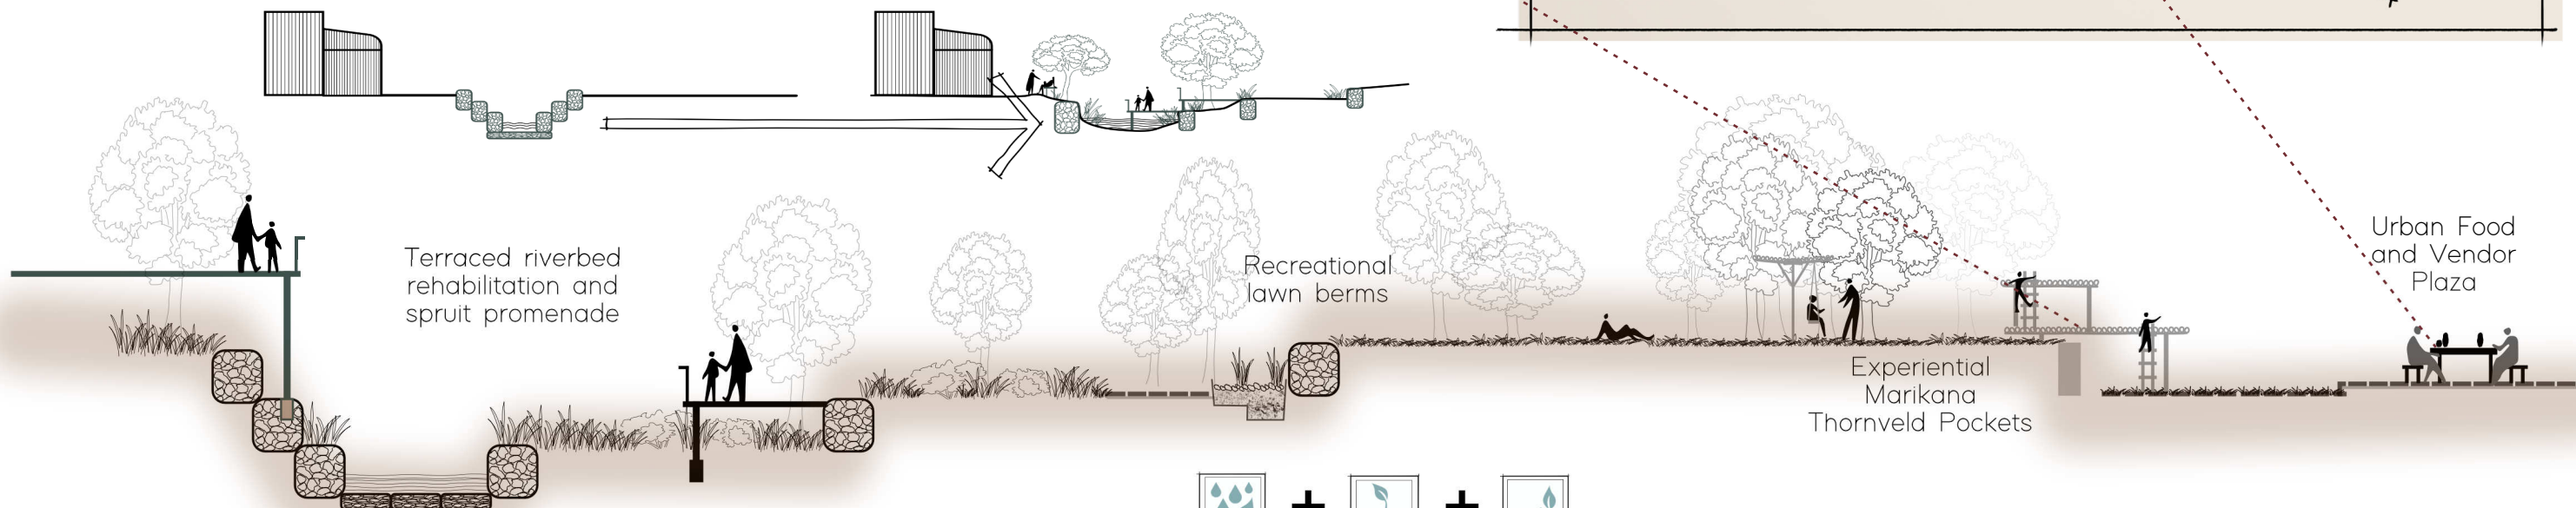 Terraced riverbed
rehabilitation and
spruit promenade
Recreational
lawn berms
Experiential
Marikana
Thornveld Pockets
Urban Food
and Vendor
Plaza
+
+